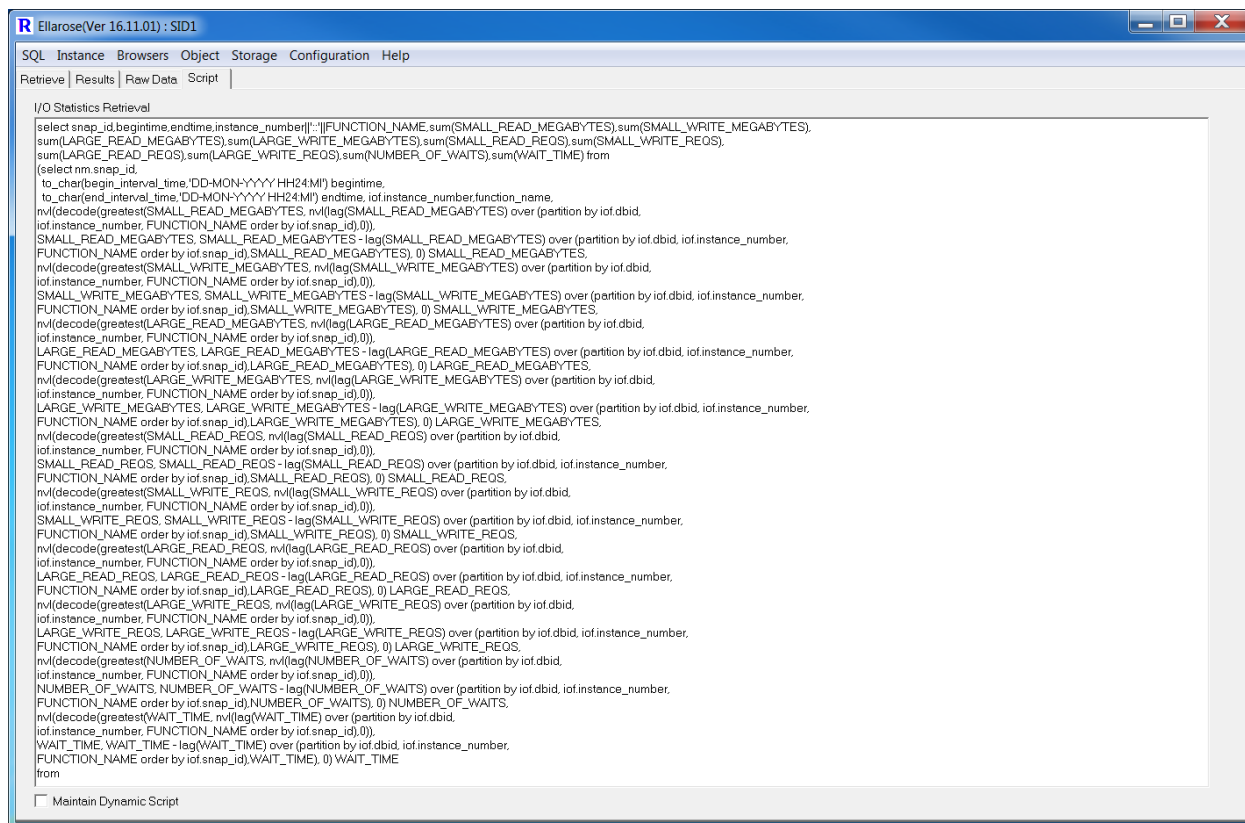 R Ellarose(Ver 16.11.01) : SID1
SQL Instance Browsers Object Storage Configuration Help
Retrieve Results Raw Data Script
I/O Statistics Retrieval
select snap_id,begintime,endtime,instance_number||'::'||FUNCTION_NAME,sum(SMALL_READ_MEGABYTES),sum(SMALL_WRITE_MEGABYTES),
sum(LARGE_READ_MEGABYTES),sum(LARGE_WRITE_MEGABYTES),sum(SMALL_READ_REQS),sum(SMALL_WRITE_REQS),
sum(LARGE_READ_REQS),sum(LARGE_WRITE_REQS),sum(NUMBER_OF_WAITS),sum(WAIT_TIME) from
(select nm.snap_id,
to_char(begin_interval_time,'DD-MON-YYYY HH24:MI') begintime,
to_char(end_interval_time,'DD-MON-YYYY HH24:MI') endtime, iof.instance_number,function_name,
nvl(decode(greatest(SMALL_READ_MEGABYTES, nvl(lag(SMALL_READ_MEGABYTES) over (partition by iof.dbid,
iof.instance_number, FUNCTION_NAME order by iof.snap_id),0)),
SMALL_READ_MEGABYTES, SMALL_READ_MEGABYTES - lag(SMALL_READ_MEGABYTES) over (partition by iof.dbid, iof.instance_number,
FUNCTION_NAME order by iof.snap_id),SMALL_READ_MEGABYTES), 0) SMALL_READ_MEGABYTES,
nvl(decode(greatest(SMALL_WRITE_MEGABYTES, nvl(lag(SMALL_WRITE_MEGABYTES) over (partition by iof.dbid,
iof.instance_number, FUNCTION_NAME order by iof.snap_id),0)),
SMALL_WRITE_MEGABYTES, SMALL_WRITE_MEGABYTES - lag(SMALL_WRITE_MEGABYTES) over (partition by iof.dbid, iof.instance_number,
FUNCTION_NAME order by iof.snap_id),SMALL_WRITE_MEGABYTES), 0) SMALL_WRITE_MEGABYTES,
nvl(decode(greatest(LARGE_READ_MEGABYTES, nvl(lag(LARGE_READ_MEGABYTES) over (partition by iof.dbid,
iof.instance_number, FUNCTION_NAME order by iof.snap_id),0)),
LARGE_READ_MEGABYTES, LARGE_READ_MEGABYTES - lag(LARGE_READ_MEGABYTES) over (partition by iof.dbid, iof.instance_number,
FUNCTION_NAME order by iof.snap_id),LARGE_READ_MEGABYTES), 0) LARGE_READ_MEGABYTES,
nvl(decode(greatest(LARGE_WRITE_MEGABYTES, nvl(lag(LARGE_WRITE_MEGABYTES) over (partition by iof.dbid,
iof.instance_number, FUNCTION_NAME order by iof.snap_id),0)),
LARGE_WRITE_MEGABYTES, LARGE_WRITE_MEGABYTES - lag(LARGE_WRITE_MEGABYTES) over (partition by iof.dbid, iof.instance_number,
FUNCTION_NAME order by iof.snap_id),LARGE_WRITE_MEGABYTES), 0) LARGE_WRITE_MEGABYTES,
nvl(decode(greatest(SMALL_READ_REQS, nvl(lag(SMALL_READ_REQS) over (partition by iof.dbid,
iof.instance_number, FUNCTION_NAME order by iof.snap_id),0)),
SMALL_READ_REQS, SMALL_READ_REQS - lag(SMALL_READ_REQS) over (partition by iof.dbid, iof.instance_number,
FUNCTION_NAME order by iof.snap_id),SMALL_READ_REQS), 0) SMALL_READ_REQS,
nvl(decode(greatest(SMALL_WRITE_REQS, nvl(lag(SMALL_WRITE_REQS) over (partition by iof.dbid,
iof.instance_number, FUNCTION_NAME order by iof.snap_id),0)),
SMALL_WRITE_REQS, SMALL_WRITE_REQS - lag(SMALL_WRITE_REQS) over (partition by iof.dbid, iof.instance_number,
FUNCTION_NAME order by iof.snap_id),SMALL_WRITE_REQS), 0) SMALL_WRITE_REQS,
nvl(decode(greatest(LARGE_READ_REQS, nvl(lag(LARGE_READ_REQS) over (partition by iof.dbid,
iof.instance_number, FUNCTION_NAME order by iof.snap_id),0)),
LARGE_READ_REQS, LARGE_READ_REQS - lag(LARGE_READ_REQS) over (partition by iof.dbid, iof.instance_number,
FUNCTION_NAME order by iof.snap_id),LARGE_READ_REQS), 0) LARGE_READ_REQS,
nvl(decode(greatest(LARGE_WRITE_REQS, nvl(lag(LARGE_WRITE_REQS) over (partition by iof.dbid,
iof.instance_number, FUNCTION_NAME order by iof.snap_id),0)),
LARGE_WRITE_REQS, LARGE_WRITE_REQS - lag(LARGE_WRITE_REQS) over (partition by iof.dbid, iof.instance_number,
FUNCTION_NAME order by iof.snap_id),LARGE_WRITE_REQS), 0) LARGE_WRITE_REQS,
nvl(decode(greatest(NUMBER_OF_WAITS, nvl(lag(NUMBER_OF_WAITS) over (partition by iof.dbid,
iof.instance_number, FUNCTION_NAME order by iof.snap_id),0)),
NUMBER_OF_WAITS, NUMBER_OF_WAITS - lag(NUMBER_OF_WAITS) over (partition by iof.dbid, iof.instance_number,
FUNCTION_NAME order by iof.snap_id),NUMBER_OF_WAITS), 0) NUMBER_OF_WAITS,
nvl(decode(greatest(WAIT_TIME, nvl(lag(WAIT_TIME) over (partition by iof.dbid,
iof.instance_number, FUNCTION_NAME order by iof.snap_id),0)),
WAIT_TIME, WAIT_TIME - lag(WAIT_TIME) over (partition by iof.dbid, iof.instance_number,
FUNCTION_NAME order by iof.snap_id),WAIT_TIME), 0) WAIT_TIME
from
Maintain Dynamic Script